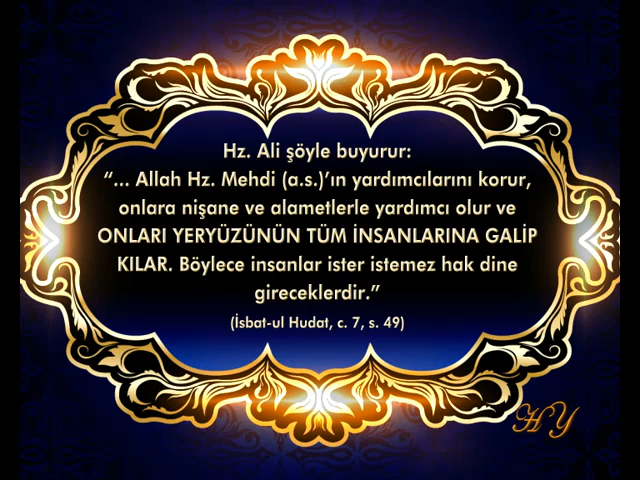 Hz. Ali şöyle buyurur:
“... Allah Hz. Mehdi (a.s.)’ın yardımcılarını korur,
onlara nişane ve alametlerle yardımcı olur ve
ONLARI YERYÜZÜNÜN TÜM İNSANLARINA GALİP
KILAR. Böylece insanlar ister istemez hak dine
gireceklerdir.”
(İsbat-ul Hudat, c. 7, s. 49)
HY